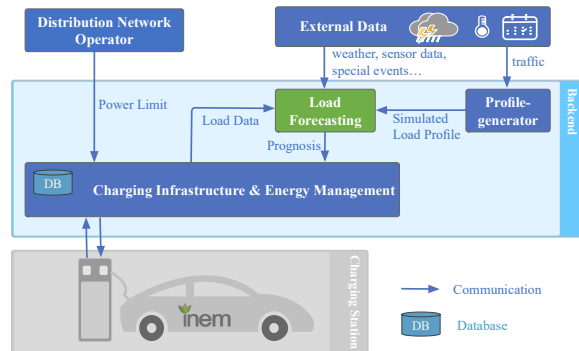 Distribution Network
Operator
External Data
weather, sensor data,
special events…
traffic
Power Limit
Load Data
Load
Forecasting
Simulated
Load Profile
Profile-
generator
Prognosis
Backend
DB
Charging Infrastructure & Energy Management
inem
Charging Station
Communication
DB
Database